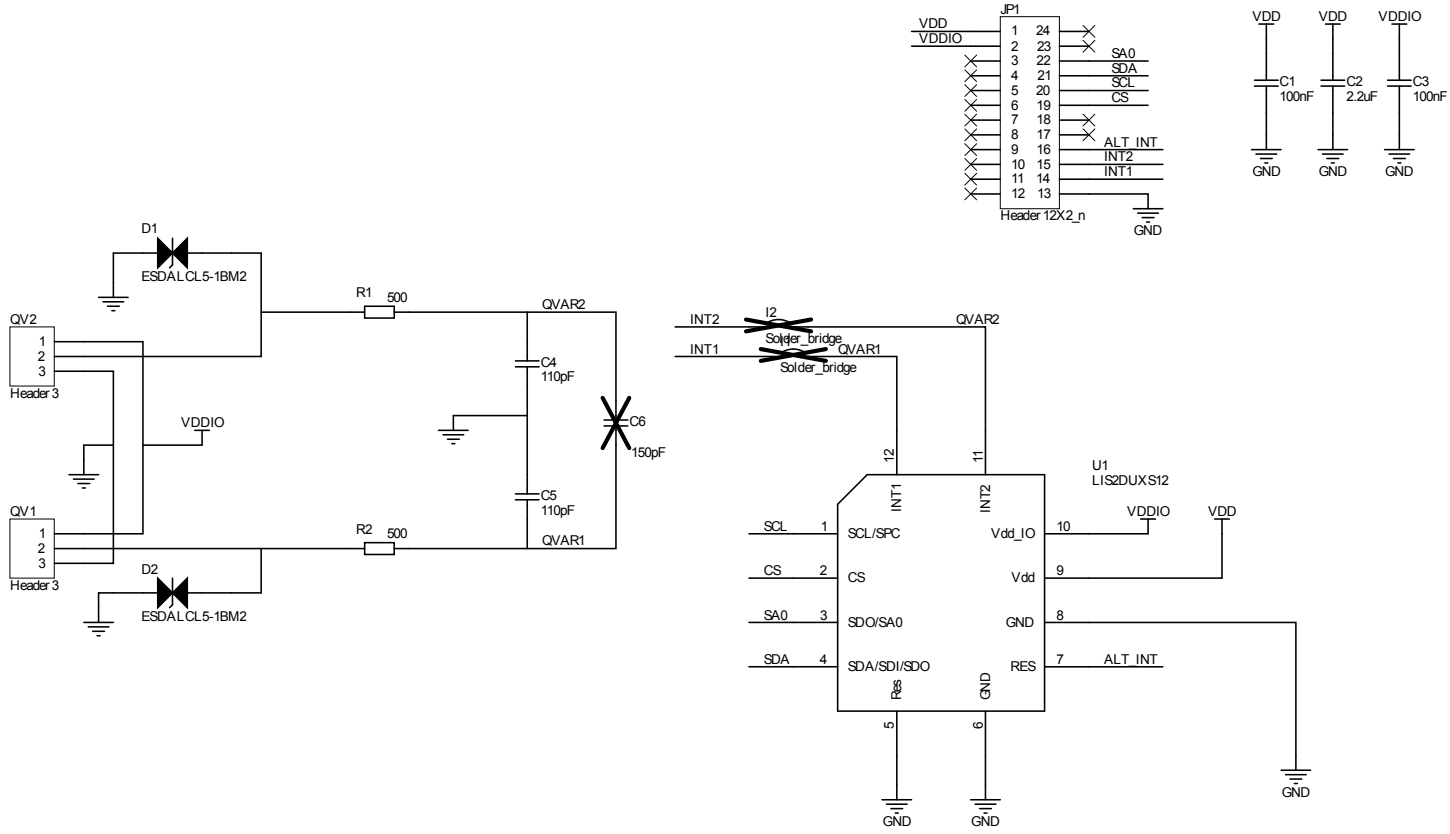 JP1
VDD
VDDIO
1 24
2 23
3 22
4 21
5 20
6 19
7 18
8 17
9 16
10 15
11 14
12 13
SA0
SDA
SCL
CS
ALT_INT
INT2
INT1
Header 12X2_n
GND
VDD
C1
100nF
GND
VDD
C2
2.2uF
GND
VDDIO
C3
100nF
GND
D1
ESDALCL5-1BM2
R1 500
QVAR2
QV2
1
2
3
Header 3
VDDIO
C4
110pF
C6
150pF
C5
110pF
QV1
1
2
3
Header 3
R2 500
QVAR1
D2
ESDALCL5-1BM2
INT2
I2
Solder_bridge
QVAR2
INT1
QVAR1
Solder_bridge
U1
LIS2DUXS12
12
11
INT1
INT2
SCL 1 SCL/SPC
CS 2 CS
SA0 3 SDO/SA0
SDA 4 SDA/SDI/SDO
Vdd_IO 10 VDDIO
VDD
Vdd 9
GND 8
RES 7 ALT_INT
Res
GND
5
6
GND
GND
GND